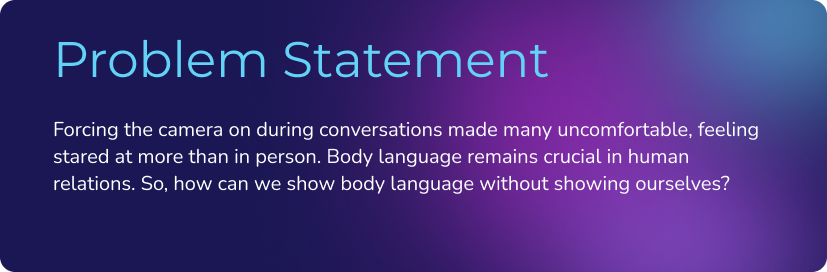 Problem Statement
Forcing the camera on during conversations made many uncomfortable, feeling
stared at more than in person. Body language remains crucial in human
relations. So, how can we show body language without showing ourselves?